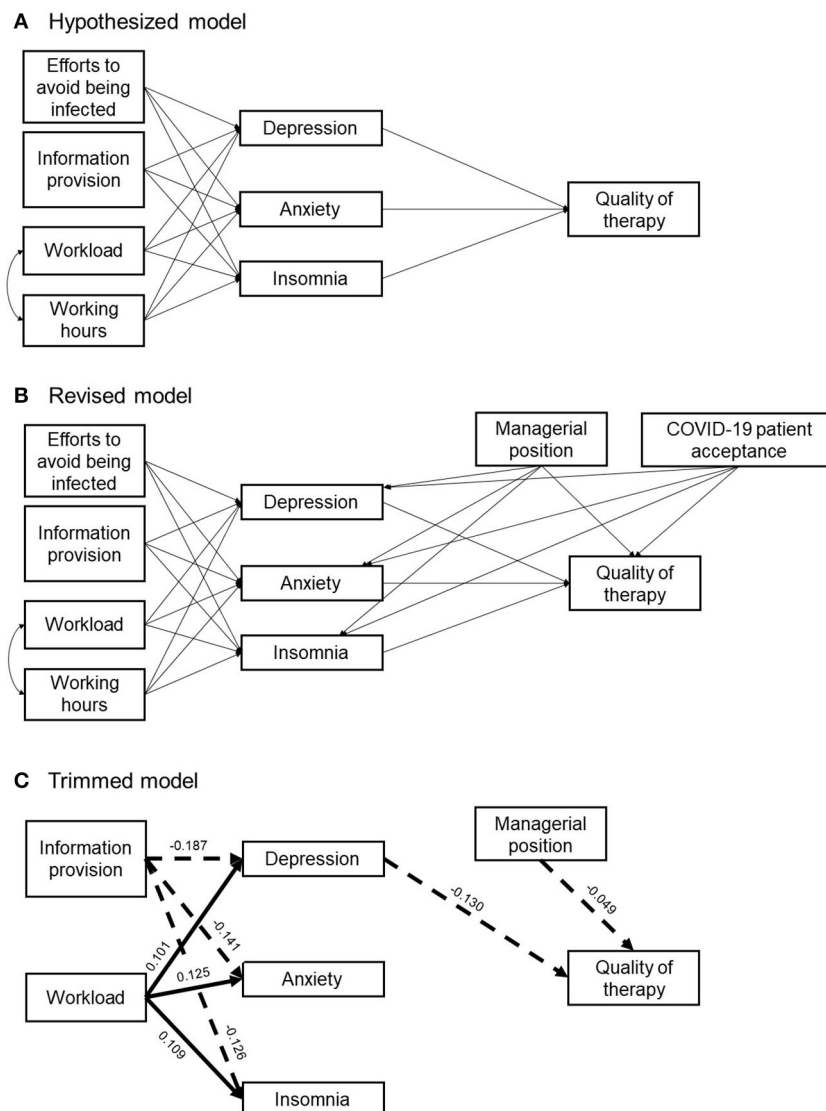 A Hypothesized model
Efforts to
avoid being
infected
Information
provision
Workload
Working
hours
Depression
Anxiety
Insomnia
Quality of
therapy
B Revised model
Efforts to
avoid being
infected
Information
provision
Workload
Working
hours
Depression
Anxiety
Insomnia
Managerial
position
COVID-19 patient
acceptance
Quality of
therapy
C Trimmed model
Information
provision
Workload
-0.187
-0.141
0.101
0.125
-0.126
0.109
Depression
Anxiety
Insomnia
-0.130
Managerial
position
-0.049
Quality of
therapy